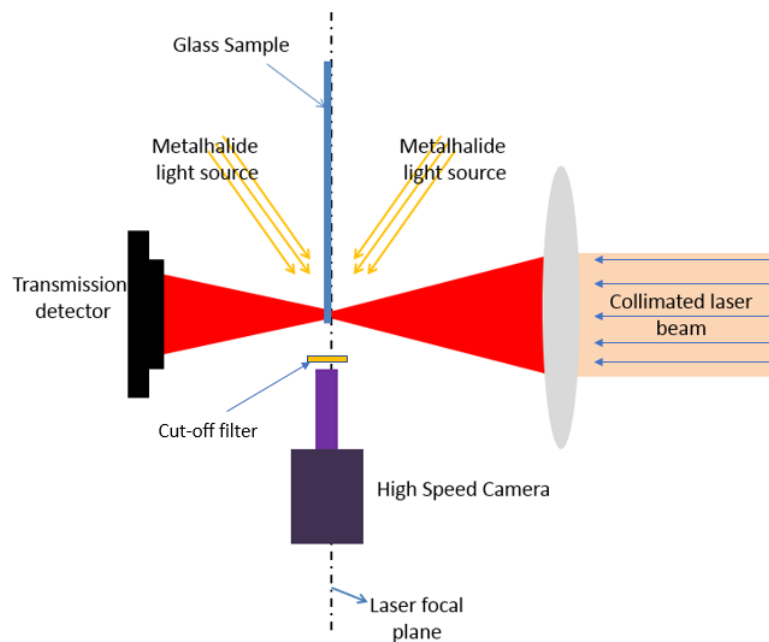 Glass Sample
Metalhalide
light source
Metalhalide
light source
Transmission
detector
Collimated laser
beam
Cut-off filter
High Speed Camera
Laser focal
plane